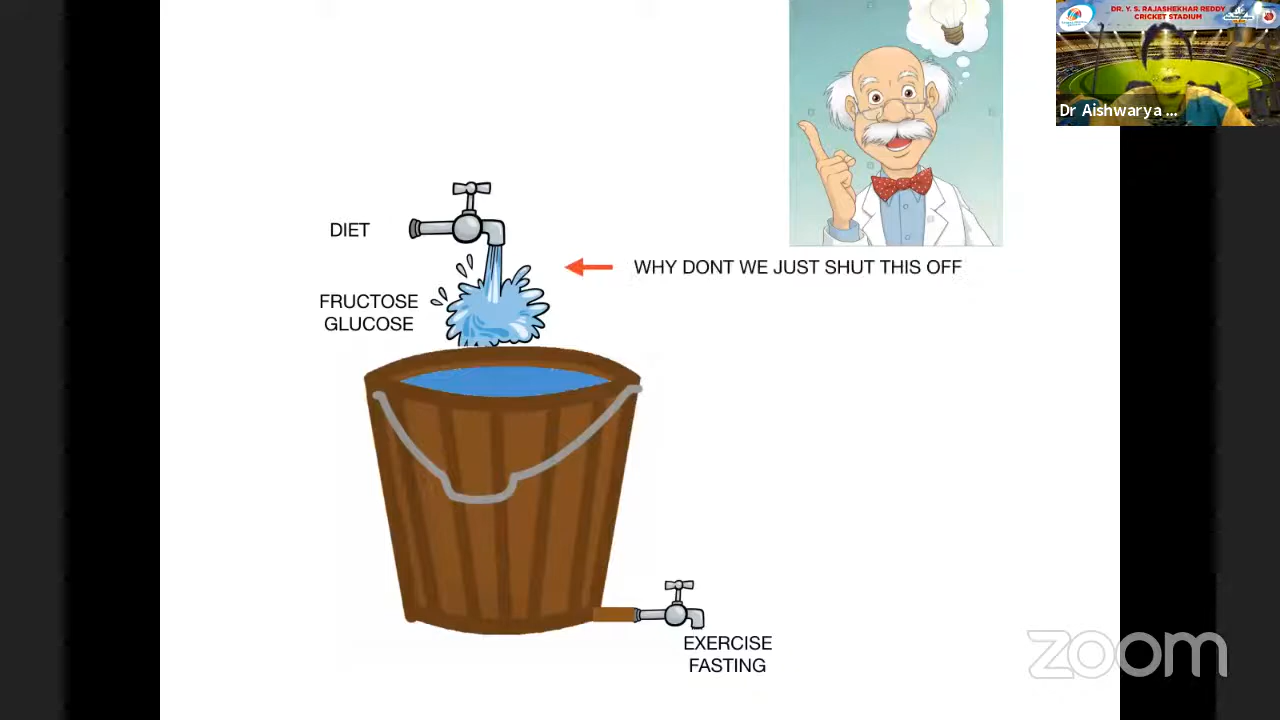 DR. Y. S. RAJASHEKHAR REDDY
CRICKET STADIUM
Dr Aishwarya ...
DIET
WHY DONT WE JUST SHUT THIS OFF
FRUCTOSE
GLUCOSE
EXERCISE
FASTING
zoom